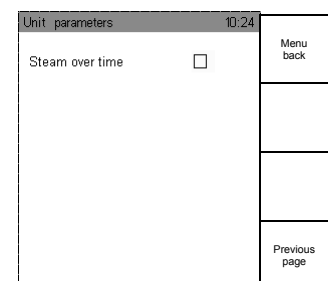 Unit parameters 10:24
Menu
back
Steam over time
Previous
page